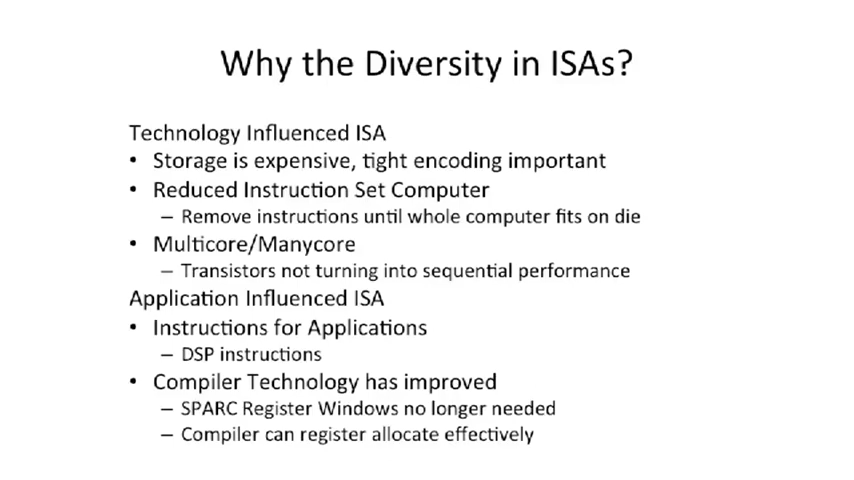 Why the Diversity in ISAs?
Technology Influenced ISA
• Storage is expensive, tight encoding important
• Reduced Instruction Set Computer
– Remove instructions until whole computer fits on die
• Multicore/Manycore
– Transistors not turning into sequential performance
Application Influenced ISA
• Instructions for Applications
– DSP instructions
• Compiler Technology has improved
– SPARC Register Windows no longer needed
– Compiler can register allocate effectively